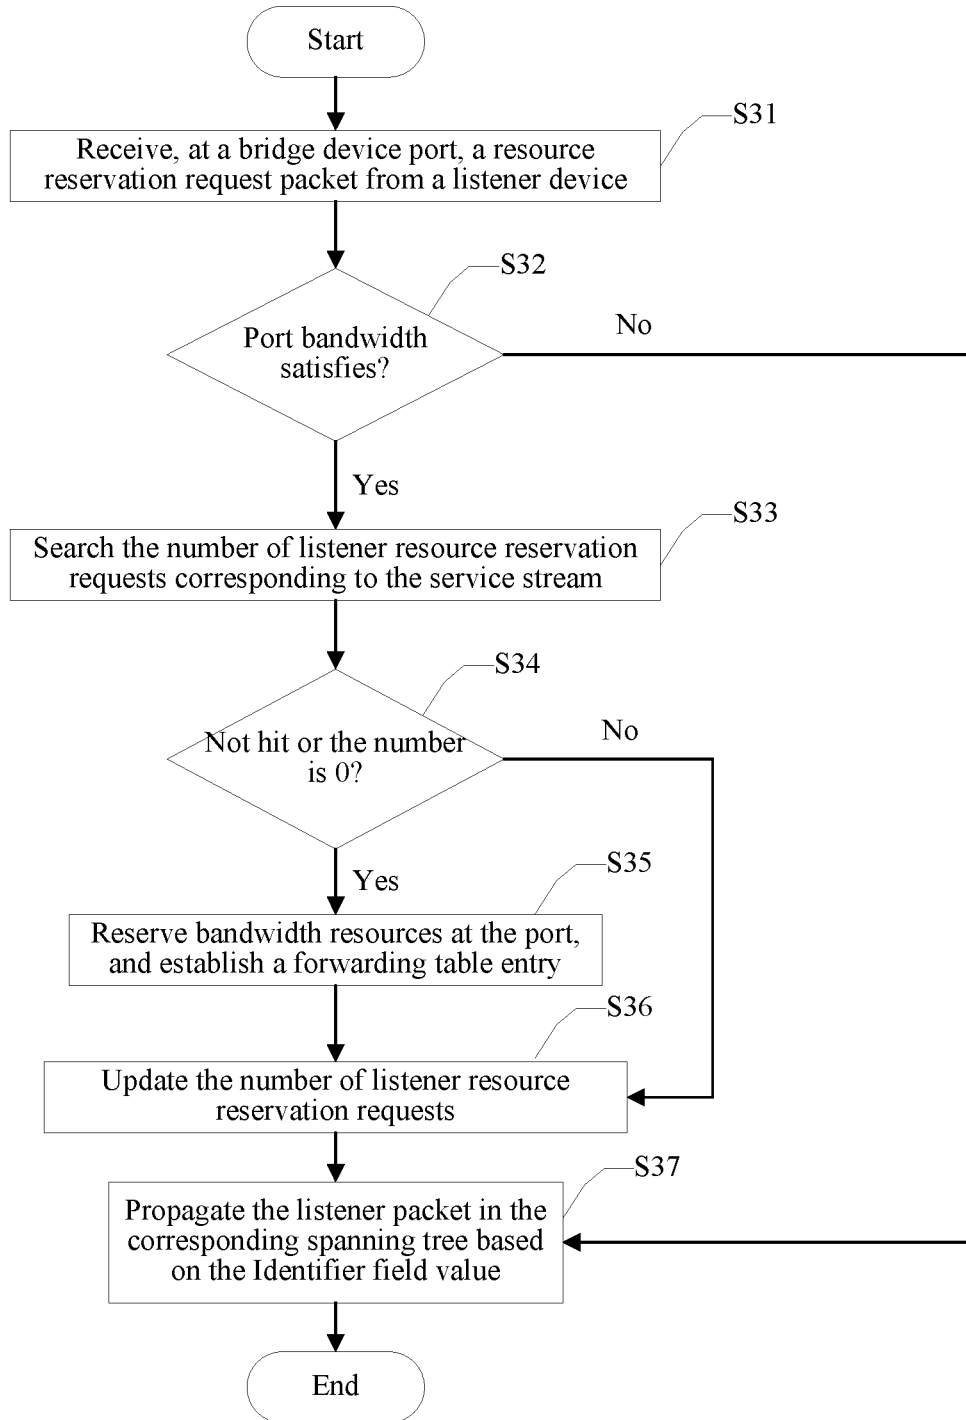 Start
S31
Receive, at a bridge device port, a resource
reservation request packet from a listener device
S32
Port bandwidth
satisfies?
No
Yes
S33
Search the number of listener resource reservation
requests corresponding to the service stream
S34
Not hit or the number
is 0?
No
Yes
S35
Reserve bandwidth resources at the port,
and establish a forwarding table entry
S36
Update the number of listener resource
reservation requests
S37
Propagate the listener packet in the
corresponding spanning tree based
on the Identifier field value
End